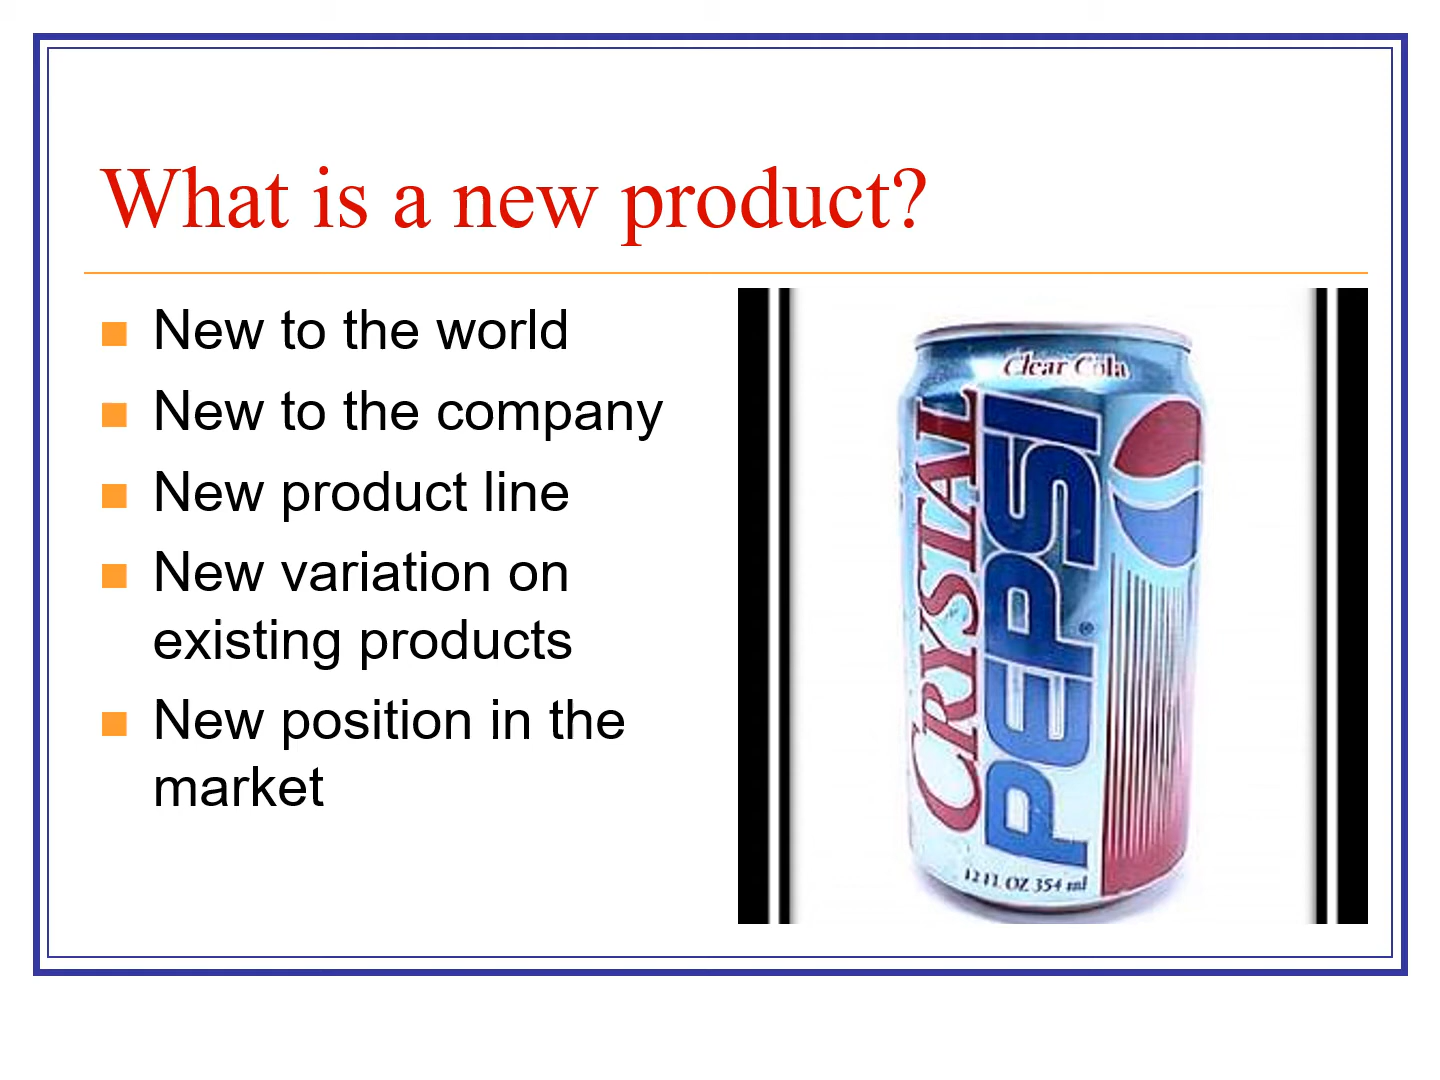 What is a new product?
New to the world
New to the company
New product line
New variation on
existing products
New position in the
market
Clear Cola
CRYSTAL
PEPSI
®
12 FL OZ 354 ml